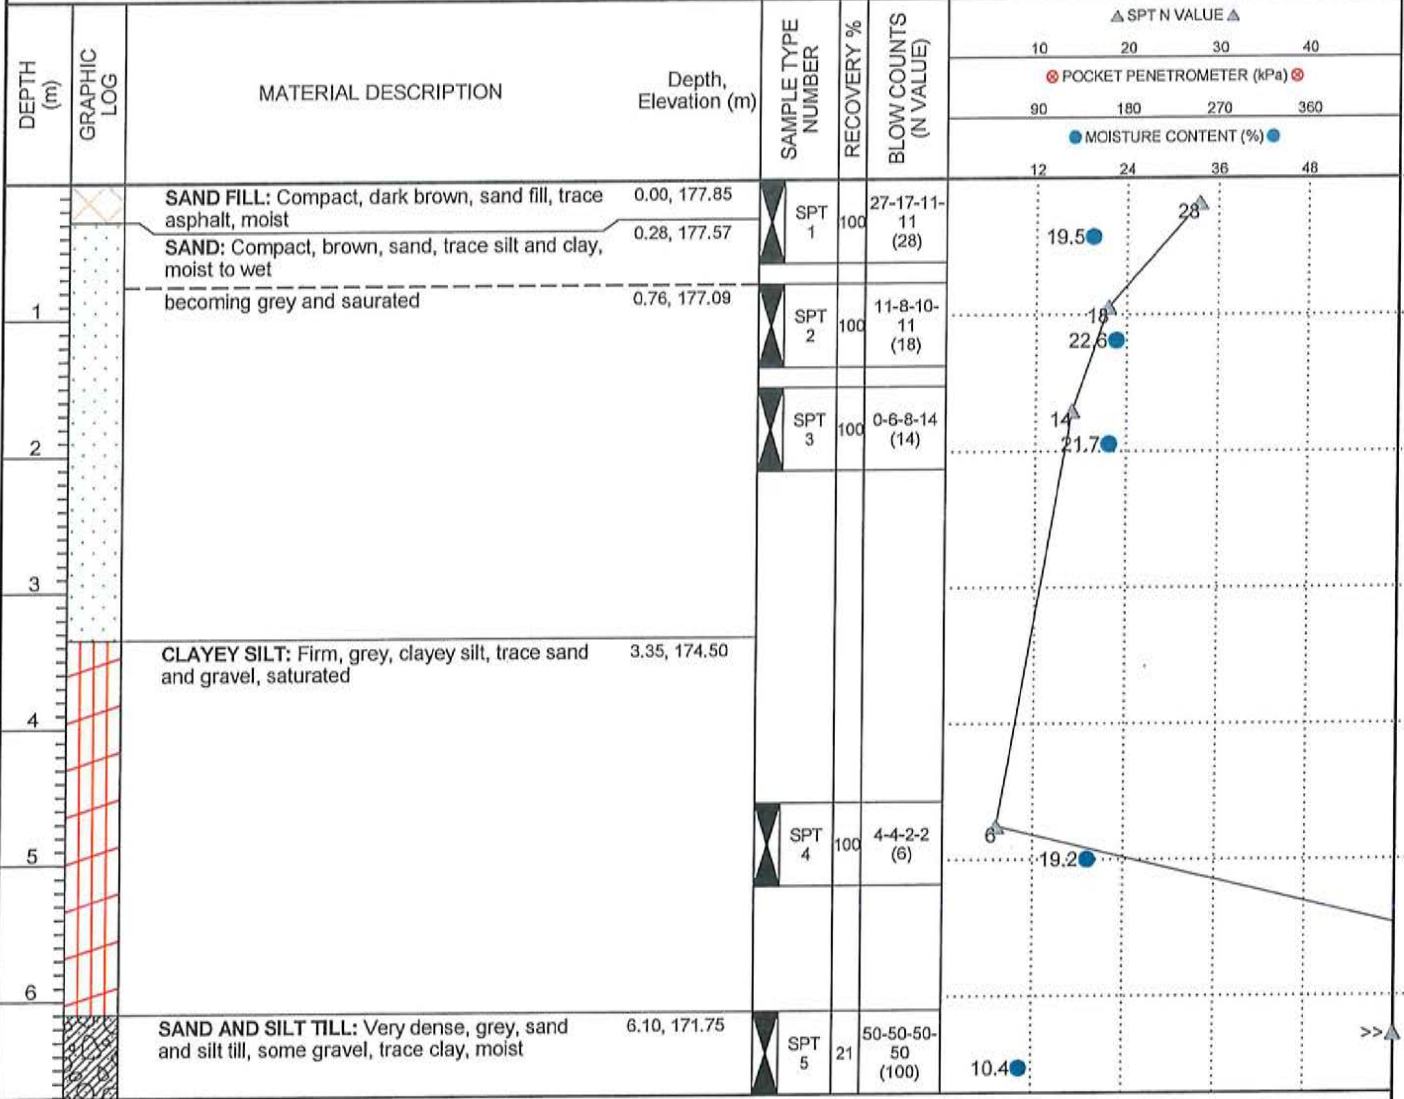 DEPTH
(m)
GRAPHIC
LOG
MATERIAL DESCRIPTION
Depth,
Elevation (m)
SAMPLE TYPE
NUMBER
RECOVERY %
BLOW COUNTS
(N VALUE)
SPT N VALUE
10 20 30 40
POCKET PENETROMETER (kPa)
90 180 270 360
MOISTURE CONTENT (%)
12 24 36 48
SAND FILL: Compact, dark brown, sand fill, trace
asphalt, moist
0.00, 177.85
SPT
1
100
27-17-11-
11
(28)
28
19.5
SAND: Compact, brown, sand, trace silt and clay,
moist to wet
0.28, 177.57
becoming grey and saurated
0.76, 177.09
1
SPT
2
100
11-8-10-
11
(18)
18
22.6
SPT
3
100
0-6-8-14
(14)
14
21.7
2
3
CLAYEY SILT: Firm, grey, clayey silt, trace sand
and gravel, saturated
3.35, 174.50
4
SPT
4
100
4-4-2-2
(6)
6
19.2
5
6
SAND AND SILT TILL: Very dense, grey, sand
and silt till, some gravel, trace clay, moist
6.10, 171.75
SPT
5
21
50-50-50-
50
(100)
>>
10.4